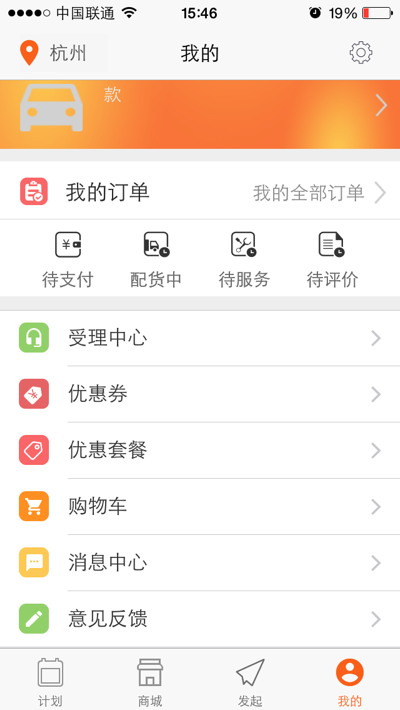 中国联通 15:46 19%
杭州 我的
款
我的订单 我的全部订单
¥
待支付 配货中 待服务 待评价
受理中心
优惠券
优惠套餐
购物车
消息中心
意见反馈
计划 商城 发起 我的